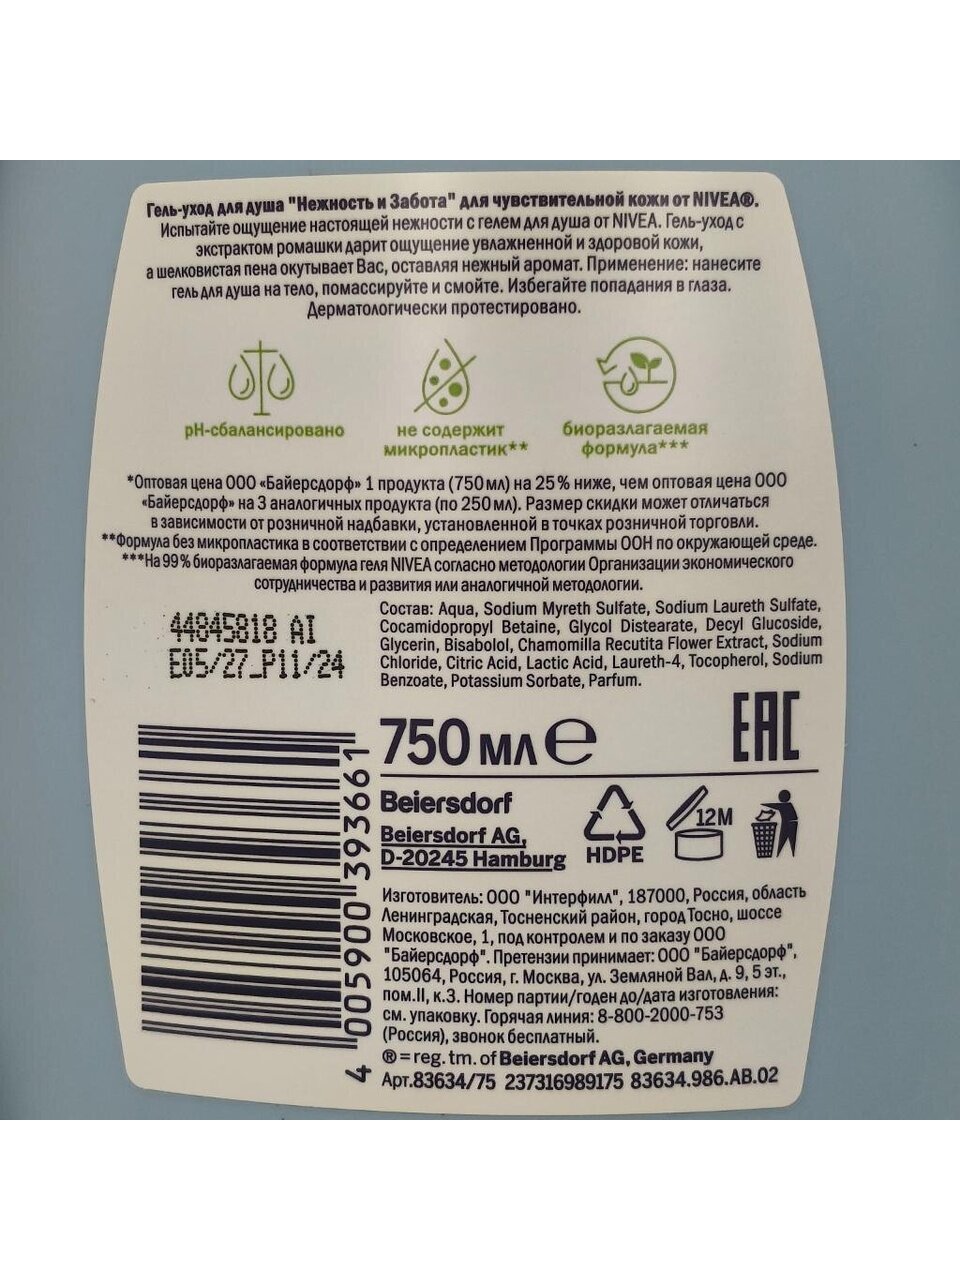 Гель-уход для душа "Нежность и Забота" для чувствительной кожи от NIVEA®.
Испытайте ощущение настоящей нежности с гелем для душа от NIVEA. Гель-уход с
экстрактом ромашки дарит ощущение увлажненной и здоровой кожи,
а шелковистая пена окутывает Вас, оставляя нежный аромат. Применение: нанесите
гель для душа на тело, помассируйте и смойте. Избегайте попадания в глаза.
Дерматологически протестировано.
pH-сбалансировано
не содержит
микропластик**
биоразлагаемая
формула***
*Оптовая цена ООО «Байерсдорф» 1 продукта (750 мл) на 25 % ниже, чем оптовая цена ООО
«Байерсдорф» на 3 аналогичных продукта (по 250 мл). Размер скидки может отличаться
в зависимости от розничной надбавки, установленной в точках розничной торговли.
**Формула без микропластика в соответствии с определением Программы ООН по окружающей среде.
***На 99 % биоразлагаемая формула геля NIVEA согласно методологии Организации экономического
сотрудничества и развития или аналогичной методологии.
44845818 AI
E05/27_P11/24
Состав: Aqua, Sodium Myreth Sulfate, Sodium Laureth Sulfate,
Cocamidopropyl Betaine, Glycol Distearate, Decyl Glucoside,
Glycerin, Bisabolol, Chamomilla Recutita Flower Extract, Sodium
Chloride, Citric Acid, Lactic Acid, Laureth-4, Tocopherol, Sodium
Benzoate, Potassium Sorbate, Parfum.
750 мл e
EAC
4 005900 393661
Beiersdorf
Beiersdorf AG,
D-20245 Hamburg
HDPE
12M
Изготовитель: ООО "Интерфилл", 187000, Россия, область
Ленинградская, Тосненский район, город Тосно, шоссе
Московское, 1, под контролем и по заказу ООО
"Байерсдорф". Претензии принимает: ООО "Байерсдорф",
105064, Россия, г. Москва, ул. Земляной Вал, д. 9, 5 эт.,
пом.II, к.3. Номер партии/годен до/дата изготовления:
см. упаковку. Горячая линия: 8-800-2000-753
(Россия), звонок бесплатный.
® = reg. tm. of Beiersdorf AG, Germany
Арт.83634/75 237316989175 83634.986.AB.02